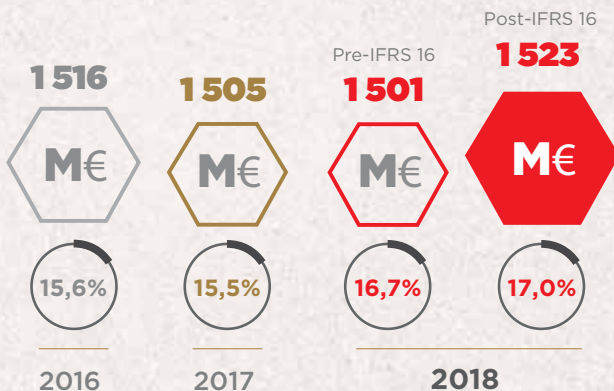 Post-IFRS 16
Pre-IFRS 16
1 516
1 505
1 501
1 523
M€
M€
M€
M€
15,6%
15,5%
16,7%
17,0%
2016
2017
2018